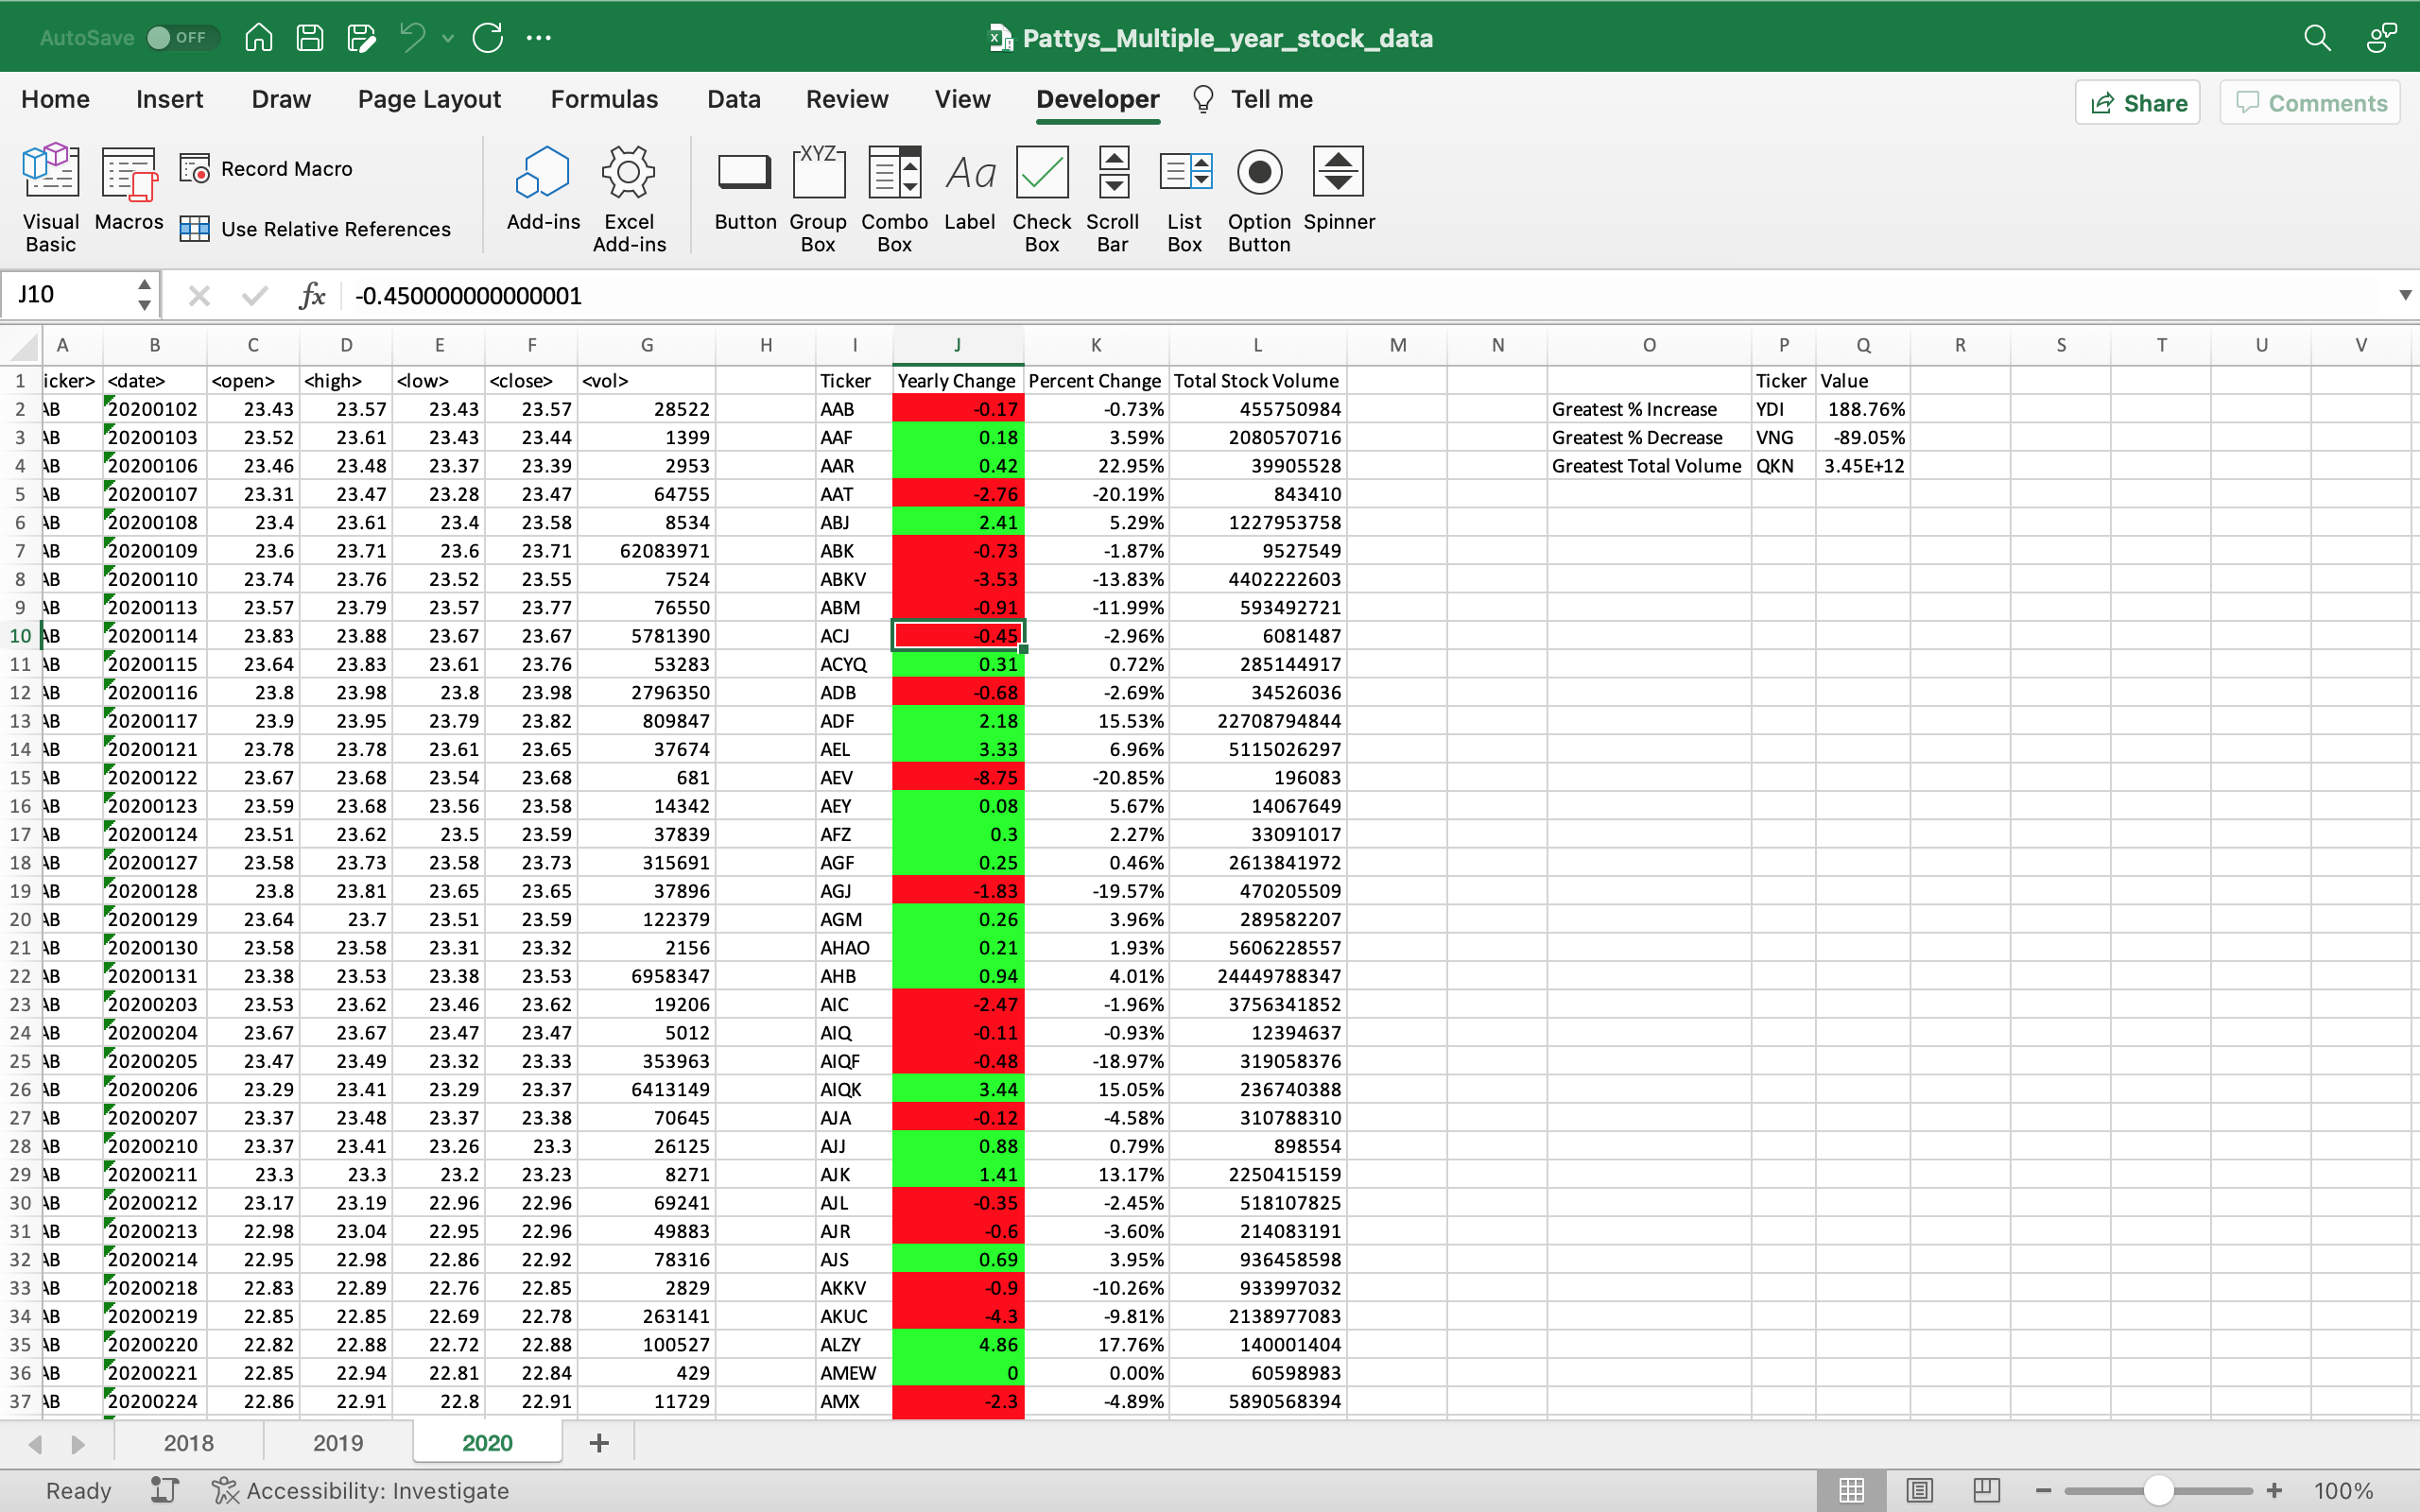 AutoSave OFF Pattys_Multiple_year_stock_data
Home Insert Draw Page Layout Formulas Data Review View Developer Tell me Share Comments
Visual Basic Macros Record Macro Use Relative References Add-ins Excel Add-ins Button XYZ Group Box Combo Box Aa Label Check Box Scroll Bar List Box Option Button Spinner
J10 fx -0.450000000000001
A B C D E F G H I J K L M N O P Q R S T U V
1 icker> <date> <open> <high> <low> <close> <vol> Ticker Yearly Change Percent Change Total Stock Volume Ticker Value
2 AB 20200102 23.43 23.57 23.43 23.57 28522 AAB -0.17 -0.73% 455750984 Greatest % Increase YDI 188.76%
3 AB 20200103 23.52 23.61 23.43 23.44 1399 AAF 0.18 3.59% 2080570716 Greatest % Decrease VNG -89.05%
4 AB 20200106 23.46 23.48 23.37 23.39 2953 AAR 0.42 22.95% 39905528 Greatest Total Volume QKN 3.45E+12
5 AB 20200107 23.31 23.47 23.28 23.47 64755 AAT -2.76 -20.19% 843410
6 AB 20200108 23.4 23.61 23.4 23.58 8534 ABJ 2.41 5.29% 1227953758
7 AB 20200109 23.6 23.71 23.6 23.71 62083971 ABK -0.73 -1.87% 9527549
8 AB 20200110 23.74 23.76 23.52 23.55 7524 ABKV -3.53 -13.83% 4402222603
9 AB 20200113 23.57 23.79 23.57 23.77 76550 ABM -0.91 -11.99% 593492721
10 AB 20200114 23.83 23.88 23.67 23.67 5781390 ACJ -0.45 -2.96% 6081487
11 AB 20200115 23.64 23.83 23.61 23.76 53283 ACYQ 0.31 0.72% 285144917
12 AB 20200116 23.8 23.98 23.8 23.98 2796350 ADB -0.68 -2.69% 34526036
13 AB 20200117 23.9 23.95 23.79 23.82 809847 ADF 2.18 15.53% 22708794844
14 AB 20200121 23.78 23.78 23.61 23.65 37674 AEL 3.33 6.96% 5115026297
15 AB 20200122 23.67 23.68 23.54 23.68 681 AEV -8.75 -20.85% 196083
16 AB 20200123 23.59 23.68 23.56 23.58 14342 AEY 0.08 5.67% 14067649
17 AB 20200124 23.51 23.62 23.5 23.59 37839 AFZ 0.3 2.27% 33091017
18 AB 20200127 23.58 23.73 23.58 23.73 315691 AGF 0.25 0.46% 2613841972
19 AB 20200128 23.8 23.81 23.65 23.65 37896 AGJ -1.83 -19.57% 470205509
20 AB 20200129 23.64 23.7 23.51 23.59 122379 AGM 0.26 3.96% 289582207
21 AB 20200130 23.58 23.58 23.31 23.32 2156 AHAO 0.21 1.93% 5606228557
22 AB 20200131 23.38 23.53 23.38 23.53 6958347 AHB 0.94 4.01% 24449788347
23 AB 20200203 23.53 23.62 23.46 23.62 19206 AIC -2.47 -1.96% 3756341852
24 AB 20200204 23.67 23.67 23.47 23.47 5012 AIQ -0.11 -0.93% 12394637
25 AB 20200205 23.47 23.49 23.32 23.33 353963 AIQF -0.48 -18.97% 319058376
26 AB 20200206 23.29 23.41 23.29 23.37 6413149 AIQK 3.44 15.05% 236740388
27 AB 20200207 23.37 23.48 23.37 23.38 70645 AJA -0.12 -4.58% 310788310
28 AB 20200210 23.37 23.41 23.26 23.3 26125 AJJ 0.88 0.79% 898554
29 AB 20200211 23.3 23.3 23.2 23.23 8271 AJK 1.41 13.17% 2250415159
30 AB 20200212 23.17 23.19 22.96 22.96 69241 AJL -0.35 -2.45% 518107825
31 AB 20200213 22.98 23.04 22.95 22.96 49883 AJR -0.6 -3.60% 214083191
32 AB 20200214 22.95 22.98 22.86 22.92 78316 AJS 0.69 3.95% 936458598
33 AB 20200218 22.83 22.89 22.76 22.85 2829 AKKV -0.9 -10.26% 933997032
34 AB 20200219 22.85 22.85 22.69 22.78 263141 AKUC -4.3 -9.81% 2138977083
35 AB 20200220 22.82 22.88 22.72 22.88 100527 ALZY 4.86 17.76% 140001404
36 AB 20200221 22.85 22.94 22.81 22.84 429 AMEW 0 0.00% 60598983
37 AB 20200224 22.86 22.91 22.8 22.91 11729 AMX -2.3 -4.89% 5890568394
2018 2019 2020
Ready Accessibility: Investigate 100%